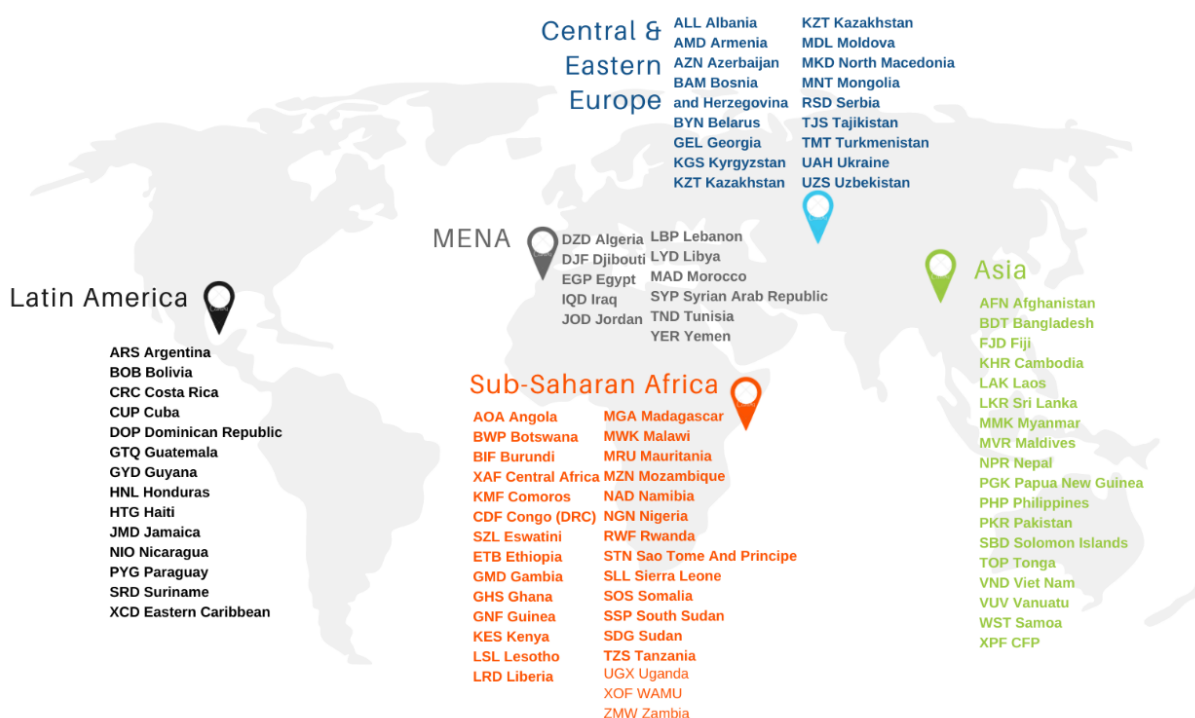 Central &
Eastern
Europe
ALL Albania
AMD Armenia
AZN Azerbaijan
BAM Bosnia
and Herzegovina
BYN Belarus
GEL Georgia
KGS Kyrgyzstan
KZT Kazakhstan
KZT Kazakhstan
MDL Moldova
MKD North Macedonia
MNT Mongolia
RSD Serbia
TJS Tajikistan
TMT Turkmenistan
UAH Ukraine
UZS Uzbekistan
MENA
DZD Algeria
DJF Djibouti
EGP Egypt
IQD Iraq
JOD Jordan
LBP Lebanon
LYD Libya
MAD Morocco
SYP Syrian Arab Republic
TND Tunisia
YER Yemen
Latin America
ARS Argentina
BOB Bolivia
CRC Costa Rica
CUP Cuba
DOP Dominican Republic
GTQ Guatemala
GYD Guyana
HNL Honduras
HTG Haiti
JMD Jamaica
NIO Nicaragua
PYG Paraguay
SRD Suriname
XCD Eastern Caribbean
Sub-Saharan Africa
AOA Angola
BWP Botswana
BIF Burundi
XAF Central Africa
KMF Comoros
CDF Congo (DRC)
SZL Eswatini
ETB Ethiopia
GMD Gambia
GHS Ghana
GNF Guinea
KES Kenya
LSL Lesotho
LRD Liberia
MGA Madagascar
MWK Malawi
MRU Mauritania
MZN Mozambique
NAD Namibia
NGN Nigeria
RWF Rwanda
STN Sao Tome And Principe
SLL Sierra Leone
SOS Somalia
SSP South Sudan
SDG Sudan
TZS Tanzania
UGX Uganda
XOF WAMU
ZMW Zambia
Asia
AFN Afghanistan
BDT Bangladesh
FJD Fiji
KHR Cambodia
LAK Laos
LKR Sri Lanka
MMK Myanmar
MVR Maldives
NPR Nepal
PGK Papua New Guinea
PHP Philippines
PKR Pakistan
SBD Solomon Islands
TOP Tonga
VND Viet Nam
VUV Vanuatu
WST Samoa
XPF CFP